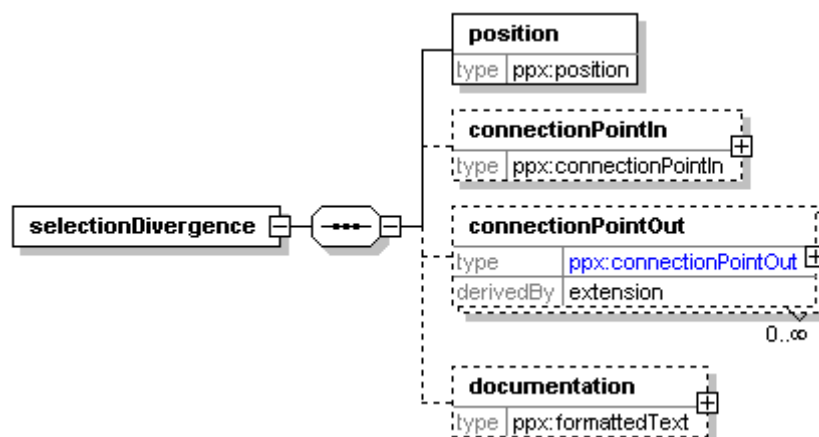 position
type ppx:position
connectionPointIn
type ppx:connectionPointIn
selectionDivergence
connectionPointOut
type ppx:connectionPointOut
derivedBy extension
0..∞
documentation
type ppx:formattedText